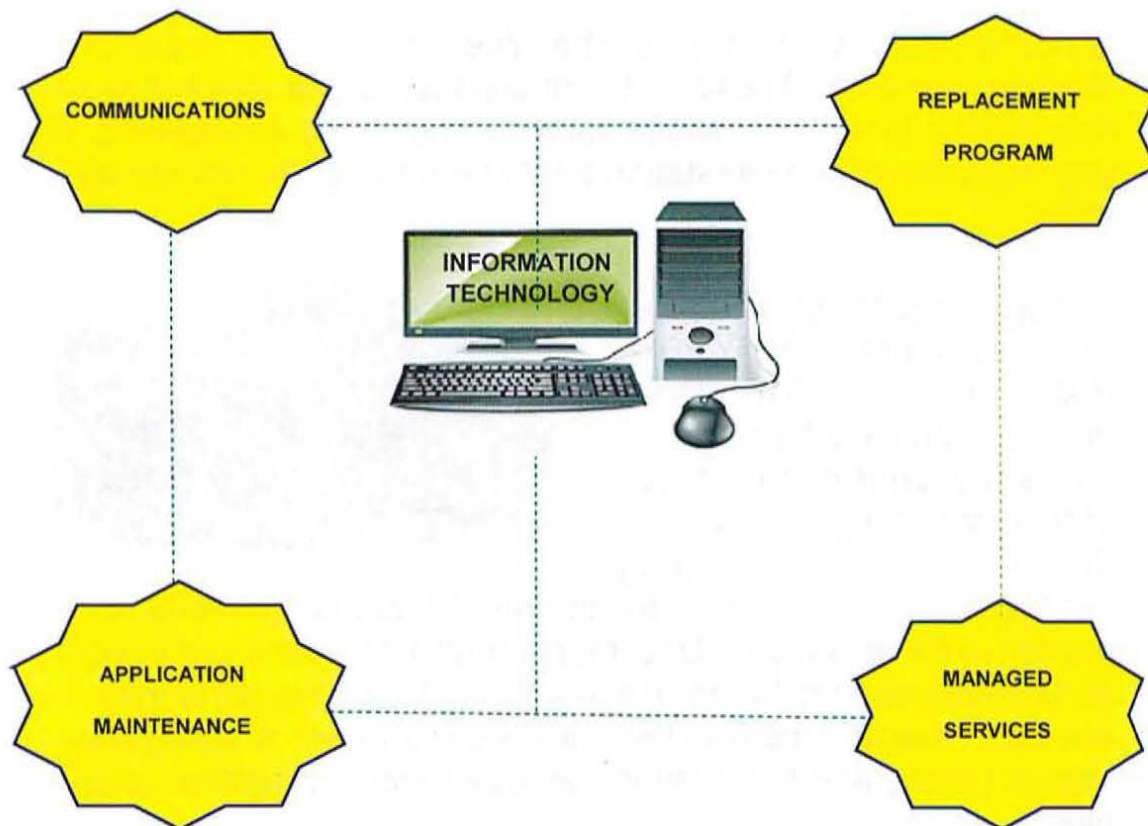 COMMUNICATIONS
REPLACEMENT
PROGRAM
INFORMATION
TECHNOLOGY
APPLICATION
MAINTENANCE
MANAGED
SERVICES